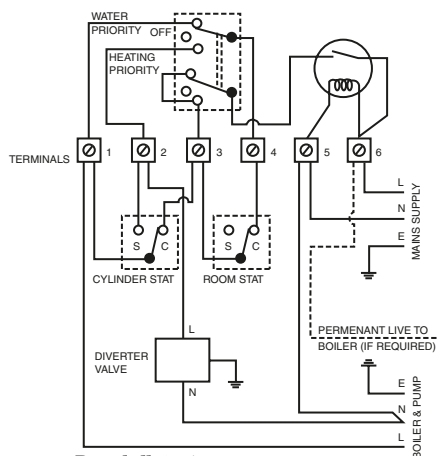 WATER
PRIORITY
OFF
HEATING
PRIORITY
TERMINALS
1
2
3
4
5
6
L
N
E
MAINS SUPPLY
S
C
S
C
CYLINDER STAT
ROOM STAT
L
DIVERTER
VALVE
N
PERMENANT LIVE TO
BOILER (IF REQUIRED)
E
N
L
BOILER & PUMP